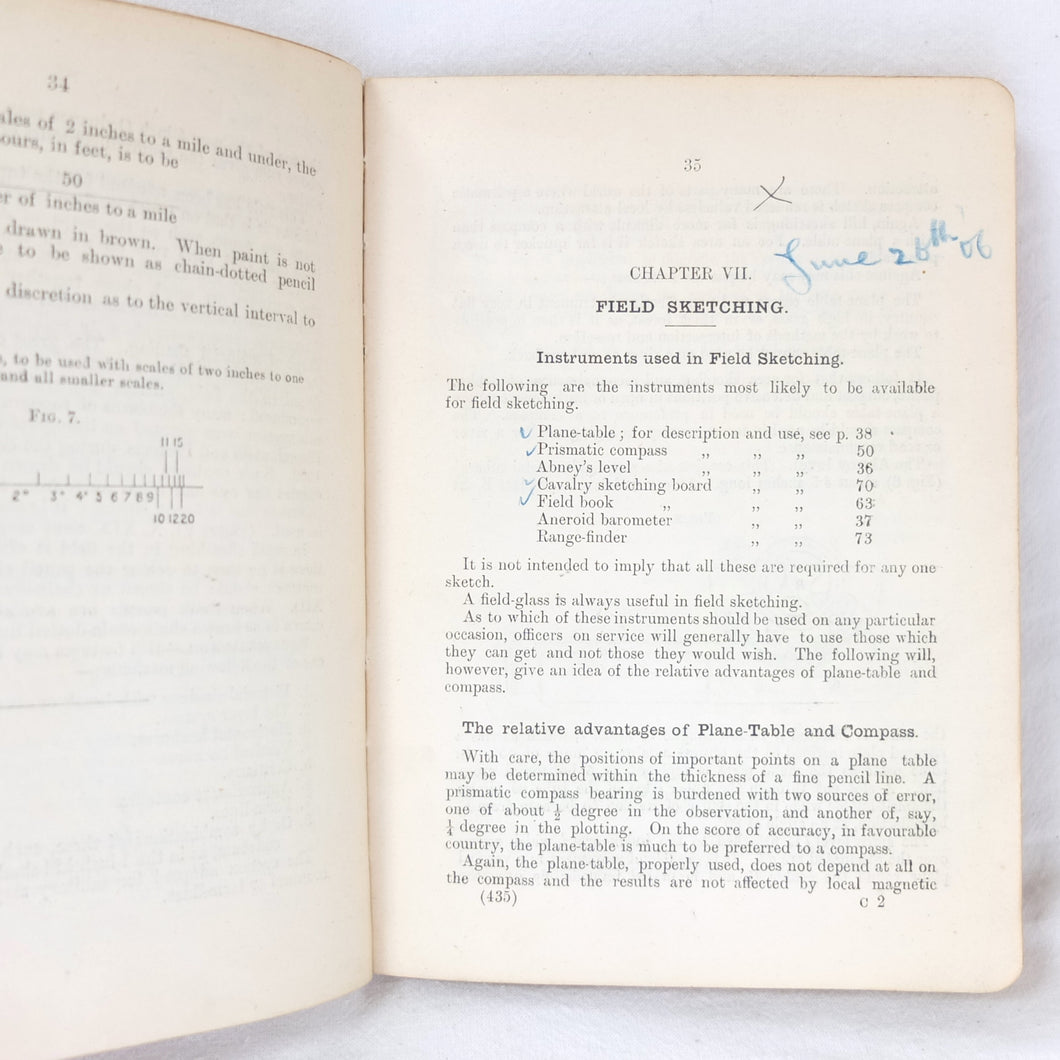 34
ales of 2 inches to a mile and under, the
ours, in feet, is to be
50
er of inches to a mile
drawn in brown. When paint is not
e to be shown as chain-dotted pencil
discretion as to the vertical interval to
, to be used with scales of two inches to one
and all smaller scales.
FIG. 7.
11 15
2° 3° 4° 5 6 7 8 9
10 12 20
35
X
June 26th 06
CHAPTER VII.
FIELD SKETCHING.
Instruments used in Field Sketching.
The following are the instruments most likely to be available
for field sketching.
Plane-table ; for description and use, see p. 38
Prismatic compass ,, ,, ,, 50
Abney's level ,, ,, ,, 36
Cavalry sketching board ,, ,, 70
Field book ,, ,, ,, 63
Aneroid barometer ,, ,, 37
Range-finder ,, ,, 73
It is not intended to imply that all these are required for any one
sketch.
A field-glass is always useful in field sketching.
As to which of these instruments should be used on any particular
occasion, officers on service will generally have to use those which
they can get and not those they would wish. The following will,
however, give an idea of the relative advantages of plane-table and
compass.
The relative advantages of Plane-Table and Compass.
With care, the positions of important points on a plane table
may be determined within the thickness of a fine pencil line. A
prismatic compass bearing is burdened with two sources of error,
one of about ½ degree in the observation, and another of, say,
¼ degree in the plotting. On the score of accuracy, in favourable
country, the plane-table is much to be preferred to a compass.
Again, the plane-table, properly used, does not depend at all on
the compass and the results are not affected by local magnetic
(435) C 2